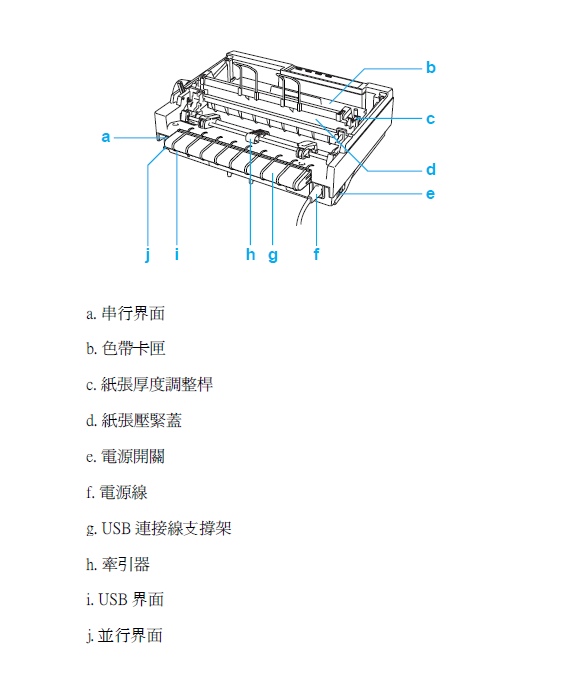 b
c
a
d
e
j i h g f
a. 串行界面
b. 色帶卡匣
c. 紙張厚度調整桿
d. 紙張壓緊蓋
e. 電源開關
f. 電源線
g. USB 連接線支撐架
h. 牽引器
i. USB 界面
j. 並行界面